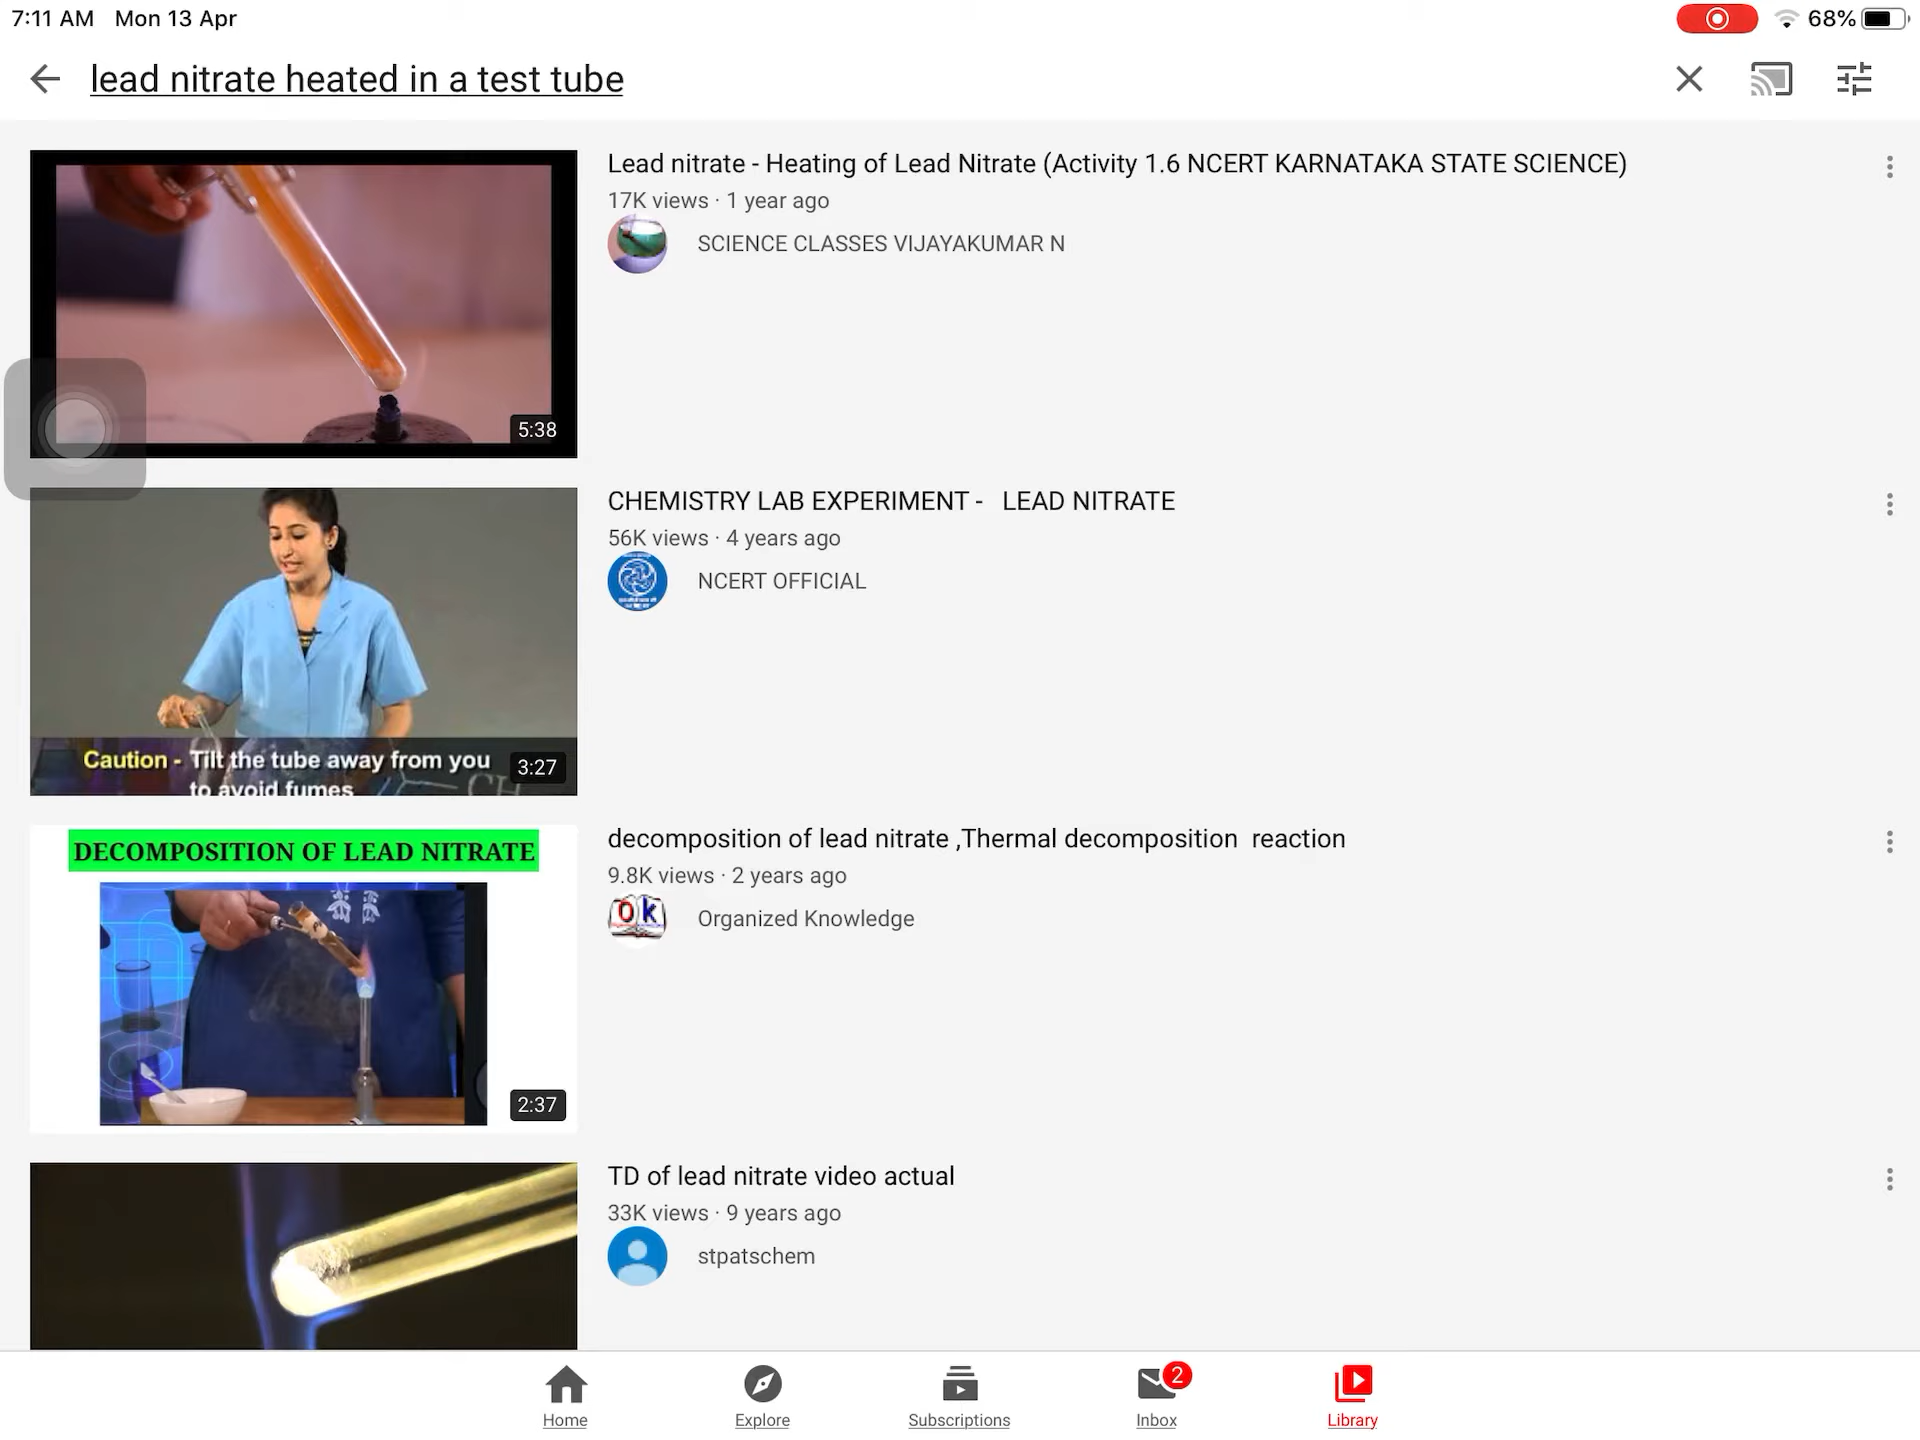 7:11 AM Mon 13 Apr
68%
lead nitrate heated in a test tube
Lead nitrate - Heating of Lead Nitrate (Activity 1.6 NCERT KARNATAKA STATE SCIENCE)
17K views · 1 year ago
SCIENCE CLASSES VIJAYAKUMAR N
5:38
CHEMISTRY LAB EXPERIMENT - LEAD NITRATE
56K views · 4 years ago
NCERT OFFICIAL
Caution - Tilt the tube away from you
to avoid fumes
CH
3:27
DECOMPOSITION OF LEAD NITRATE
decomposition of lead nitrate ,Thermal decomposition reaction
9.8K views · 2 years ago
Ok
Organized Knowledge
2:37
TD of lead nitrate video actual
33K views · 9 years ago
stpatschem
2
Home
Explore
Subscriptions
Inbox
Library